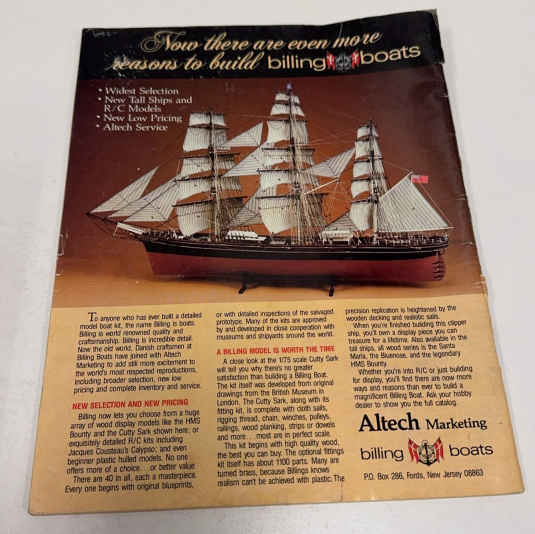 Now there are even more
reasons to build billing boats
• Widest Selection
• New Tall Ships and
R/C Models
• New Low Pricing
• Altech Service
To anyone who has ever built a detailed
model boat kit, the name Billing is boats.
Billing is world renowned quality and
craftsmanship. Billing is incredible detail.
Now the old world, Danish craftsmen at
Billing Boats have joined with Altech
Marketing to add still more excitement to
the world's most respected reproductions,
including broader selection, new low
pricing and complete inventory and service.
NEW SELECTION AND NEW PRICING
Billing now lets you choose from a huge
array of wood display models like the HMS
Bounty and the Cutty Sark shown here; or
exquisitely detailed R/C kits including
Jacques Cousteau's Calypso; and even
beginner plastic hulled models. No one
offers more of a choice. . .or better value.
There are 40 in all, each a masterpiece.
Every one begins with original blueprints,
or with detailed inspections of the salvaged
prototype. Many of the kits are approved
by and developed in close cooperation with
museums and shipyards around the world.
A BILLING MODEL IS WORTH THE TIME
A close look at the 1/75 scale Cutty Sark
will tell you why there's no greater
satisfaction than building a Billing Boat.
The kit itself was developed from original
drawings from the British Museum in
London. The Cutty Sark, along with its
fitting kit, is complete with cloth sails,
rigging thread, chain, winches, pulleys,
railings, wood planking, strips or dowels
and more. . .most are in perfect scale.
This kit begins with high quality wood,
the best you can buy. The optional fittings
kit itself has about 1100 parts. Many are
turned brass, because Billings knows
realism can't be achieved with plastic. The
precision replication is heightened by the
wooden decking and realistic sails.
When you're finished building this clipper
ship, you'll own a display piece you can
treasure for a lifetime. Also available in the
tall ships, all wood series is the Santa
Maria, the Bluenose, and the legendary
HMS Bounty.
Whether you're into R/C or just building
for display, you'll find there are now more
ways and reasons than ever to build a
magnificent Billing Boat. Ask your hobby
dealer to show you the full catalog.
Altech Marketing
billing boats
P.O. Box 286, Fords, New Jersey 08863